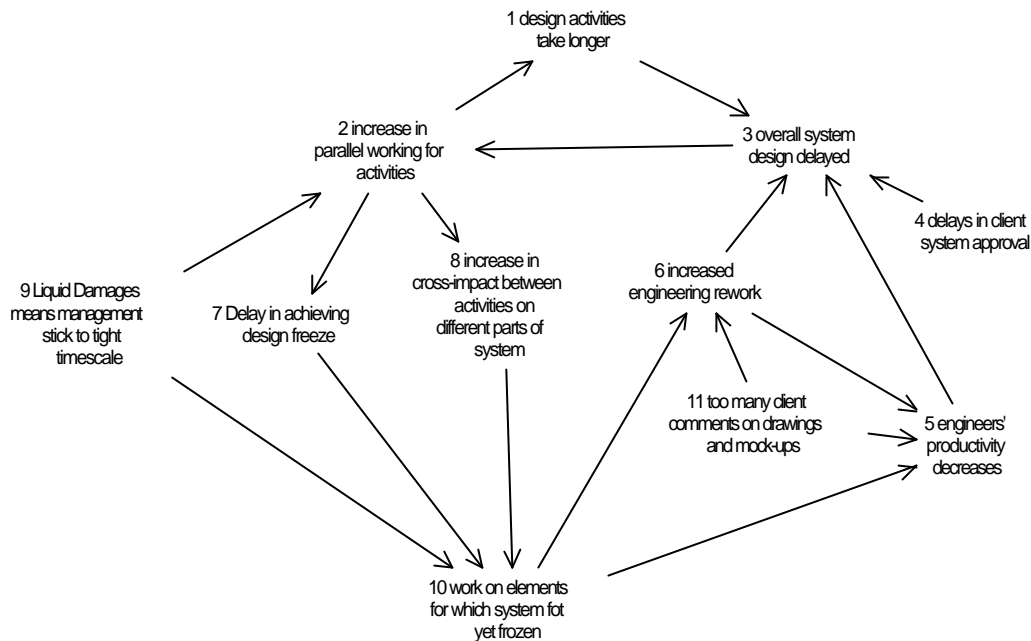 1 design activities
take longer
2 increase in
parallel working for
activities
3 overall system
design delayed
4 delays in client
system approval
8 increase in
cross-impact between
activities on
different parts of
system
6 increased
engineering rework
9 Liquid Damages
means management
stick to tight
timescale
7 Delay in achieving
design freeze
11 too many client
comments on drawings
and mock-ups
5 engineers'
productivity
decreases
10 work on elements
for which system fot
yet frozen